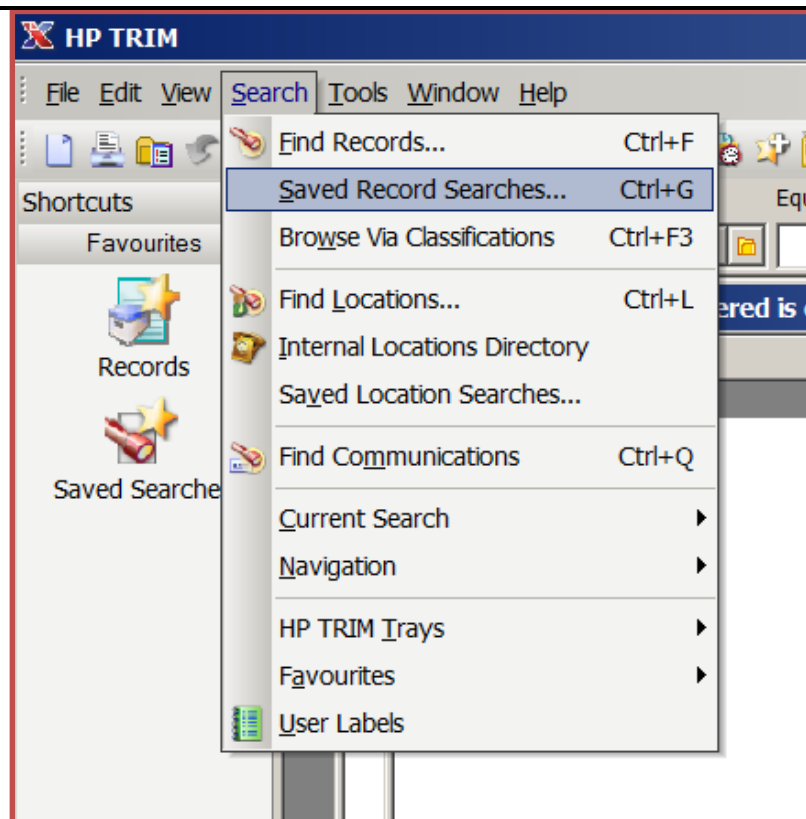 HP TRIM
File Edit View Search Tools Window Help
Find Records... Ctrl+F
Saved Record Searches... Ctrl+G
Browse Via Classifications Ctrl+F3
Find Locations... Ctrl+L
Internal Locations Directory
Saved Location Searches...
Find Communications Ctrl+Q
Current Search
Navigation
HP TRIM Trays
Favourites
User Labels
Shortcuts
Favourites
Records
Saved Searche
Equ
ered is